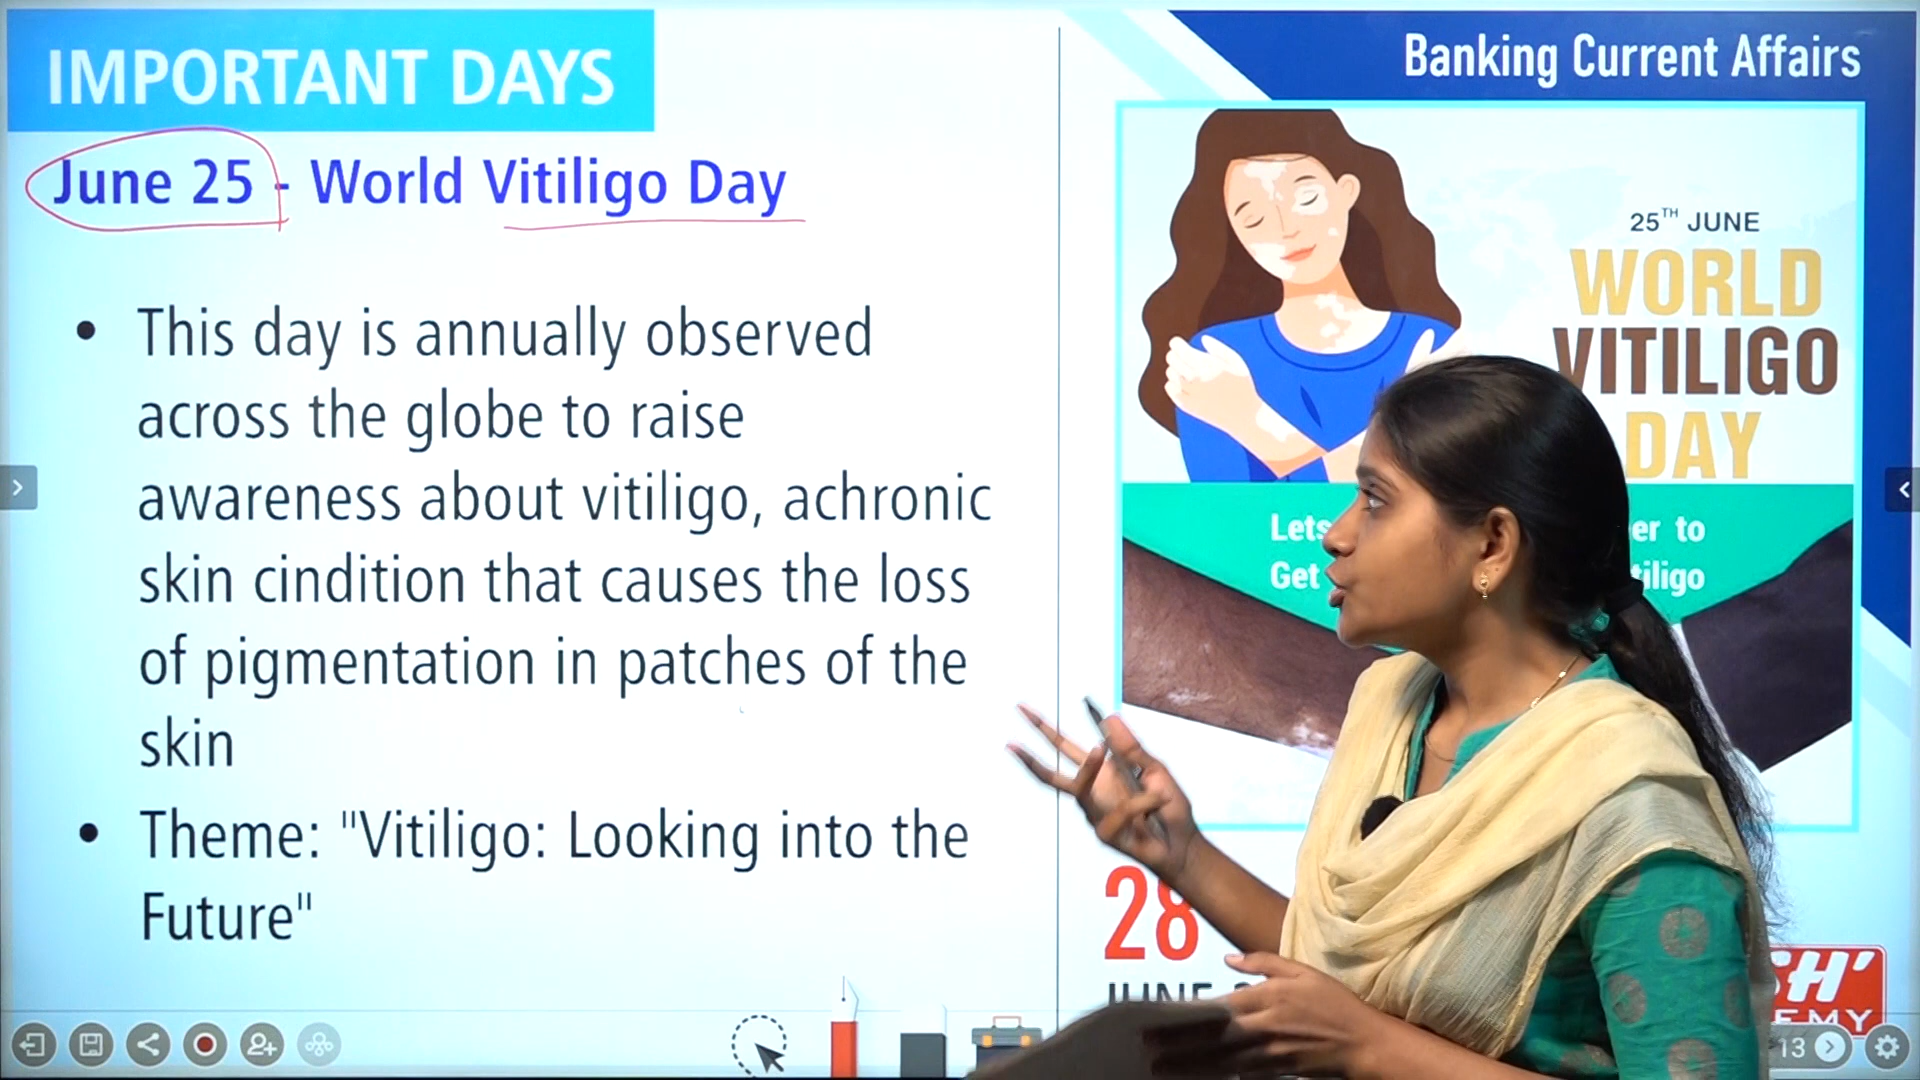 IMPORTANT DAYS
June 25 - World Vitiligo Day
• This day is annually observed
across the globe to raise
awareness about vitiligo, achronic
skin cindition that causes the loss
of pigmentation in patches of the
skin
• Theme: "Vitiligo: Looking into the
Future"
Banking Current Affairs
25TH JUNE
WORLD
VITILIGO
DAY
Lets er to
Get tiligo
28
JUNE
13